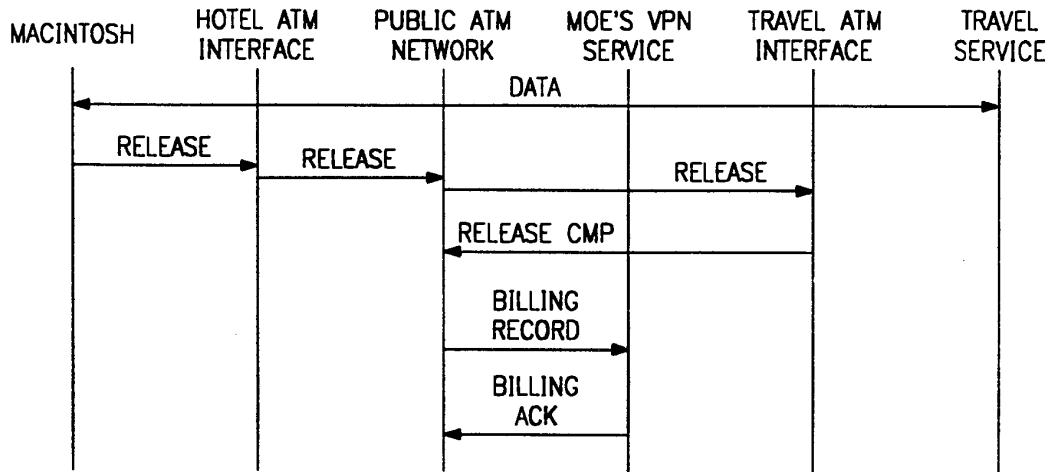 MACINTOSH
HOTEL ATM
INTERFACE
PUBLIC ATM
NETWORK
MOE'S VPN
SERVICE
TRAVEL ATM
INTERFACE
TRAVEL
SERVICE
DATA
RELEASE
RELEASE
RELEASE
RELEASE CMP
BILLING
RECORD
BILLING
ACK